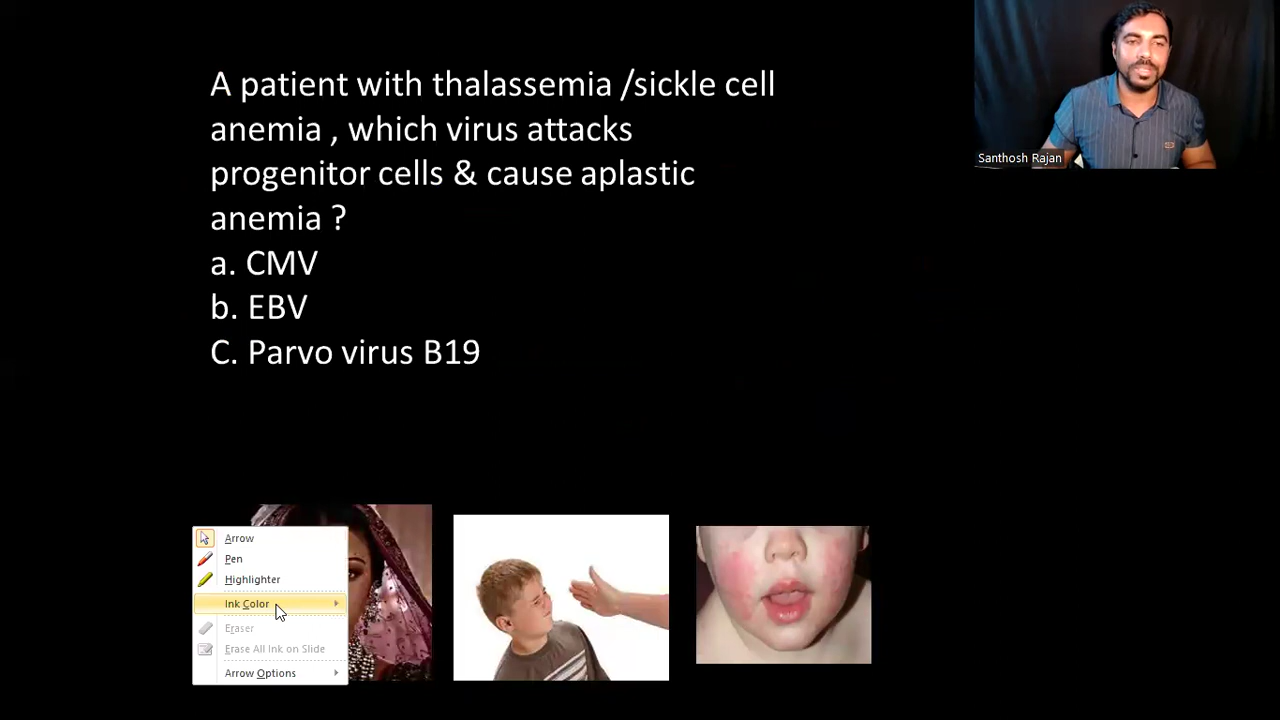 A patient with thalassemia /sickle cell
anemia , which virus attacks
progenitor cells & cause aplastic
anemia ?
a. CMV
b. EBV
C. Parvo virus B19
Santhosh Rajan
Arrow
Pen
Highlighter
Ink Color
Eraser
Erase All Ink on Slide
Arrow Options